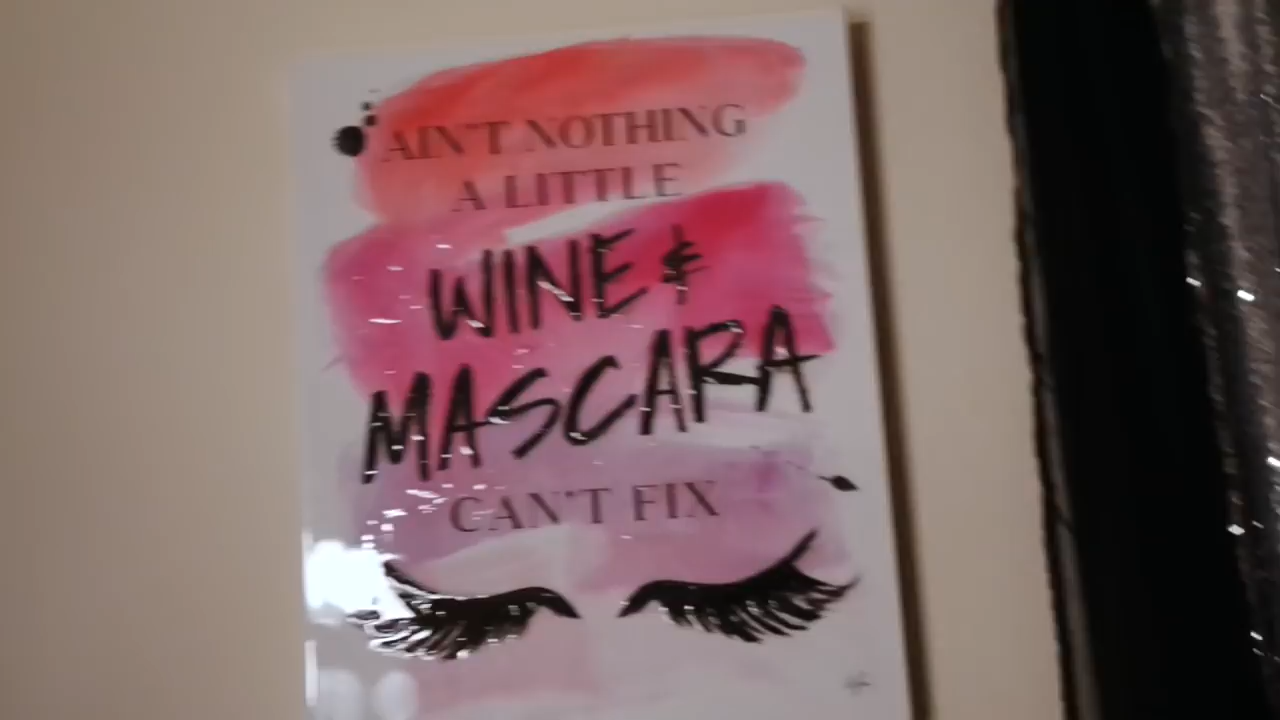 AIN'T NOTHING
A LITTLE
WINE &
MASCARA
CAN'T FIX